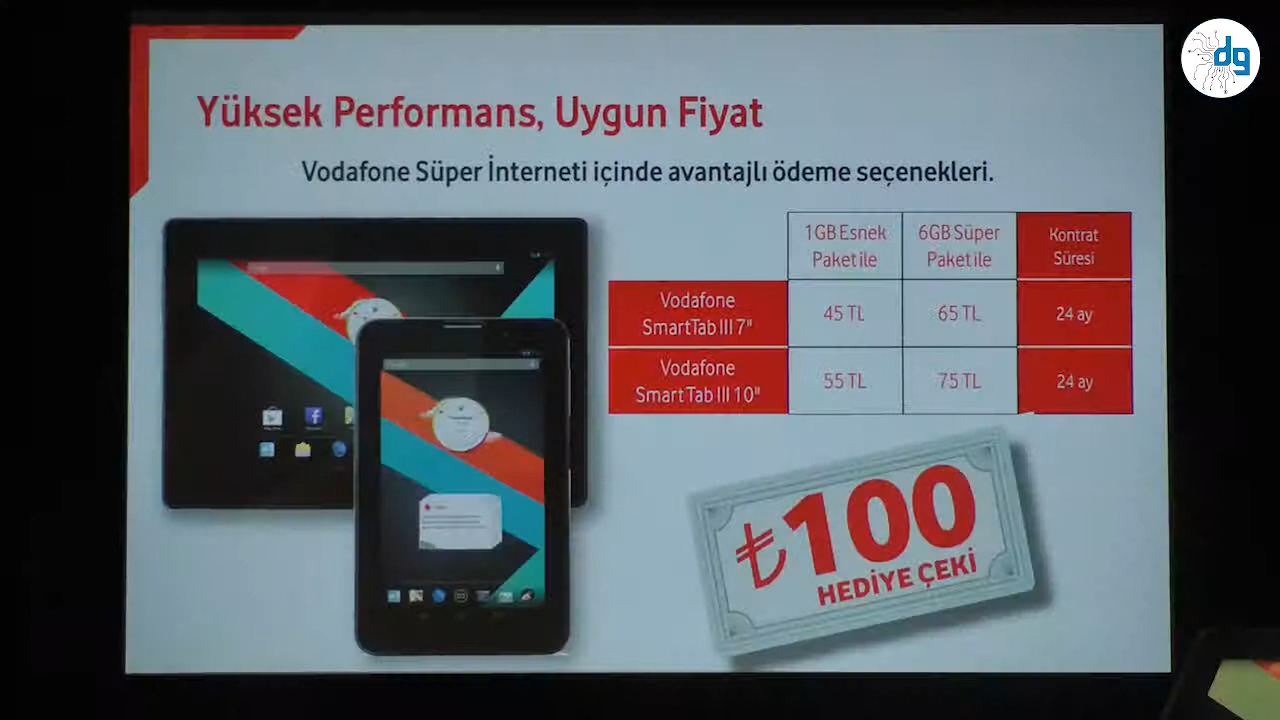 dg
Yüksek Performans, Uygun Fiyat
Vodafone Süper İnterneti içinde avantajlı ödeme seçenekleri.
1GB Esnek
Paket ile
6GB Süper
Paket ile
Kontrat
Süresi
Vodafone
SmartTab III 7"
45 TL
65 TL
24 ay
Vodafone
Smart Tab III 10"
55 TL
75 TL
24 ay
₺100
HEDİYE ÇEKİ